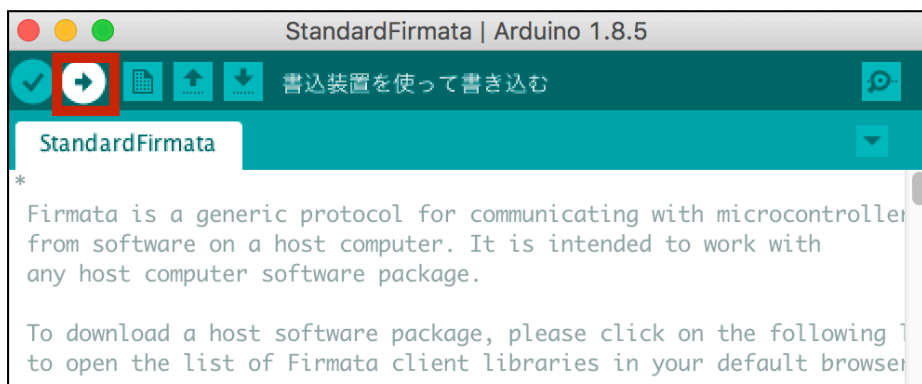 StandardFirmata | Arduino 1.8.5
書込装置を使って書き込む
StandardFirmata
*
Firmata is a generic protocol for communicating with microcontroller
from software on a host computer. It is intended to work with
any host computer software package.
To download a host software package, please click on the following
to open the list of Firmata client libraries in your default browser